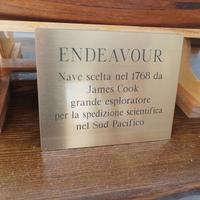 ENDEAVOUR
Nave scelta nel 1768 da
James Cook
grande esploratore
per la spedizione scientifica
nel Sud Pacifico